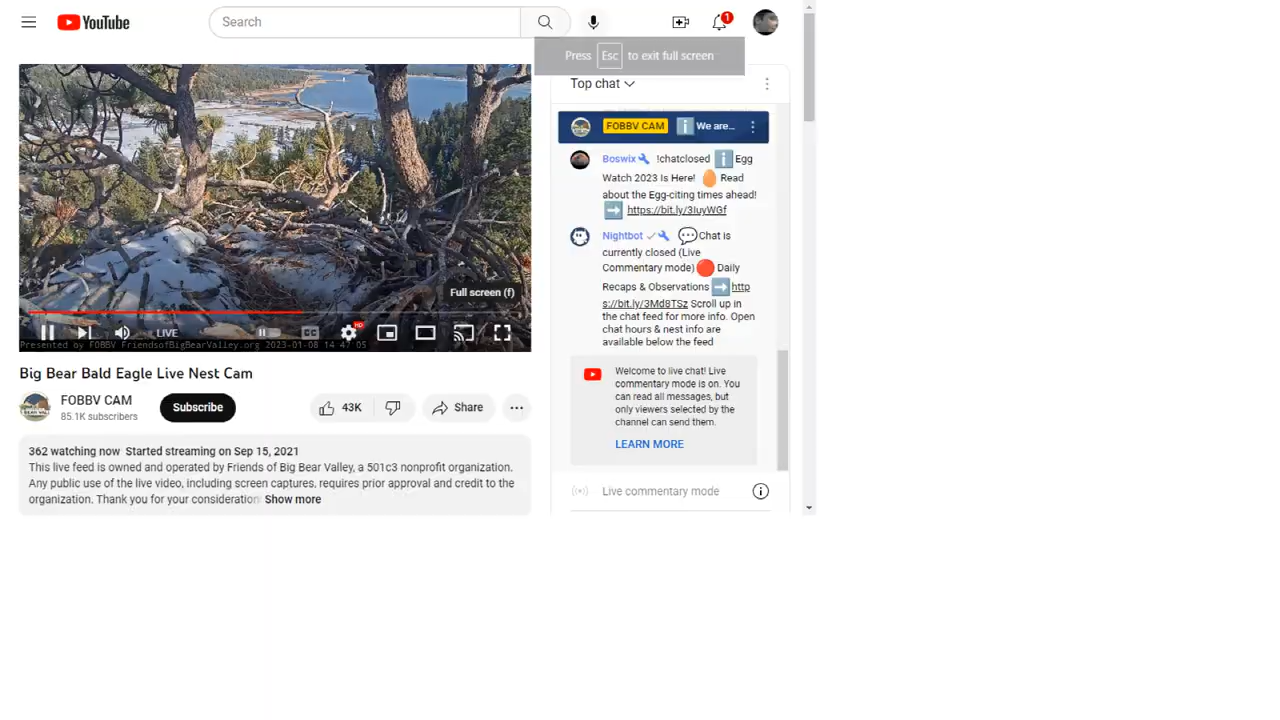 YouTube
Search
1
Press Esc to exit full screen
Top chat
FOBBV CAM We are...
Boswix !chatclosed Egg
Watch 2023 Is Here! Read
about the Egg-citing times ahead!
https://bit.ly/3IuyWGf
Nightbot Chat is
currently closed (Live
Commentary mode) Daily
Recaps & Observations http
s://bit.ly/3Md8TSz Scroll up in
the chat feed for more info. Open
chat hours & nest info are
available below the feed
Welcome to live chat! Live
commentary mode is on. You
can read all messages, but
only viewers selected by the
channel can send them.
LEARN MORE
Live commentary mode
Full screen (f)
LIVE
CC
HD
Presented by FOBBV FriendsofBigBearValley.org 2023-01-08 14:47:05
Big Bear Bald Eagle Live Nest Cam
FOBBV CAM
85.1K subscribers
Subscribe
43K
Share
362 watching now Started streaming on Sep 15, 2021
This live feed is owned and operated by Friends of Big Bear Valley, a 501c3 nonprofit organization.
Any public use of the live video, including screen captures, requires prior approval and credit to the
organization. Thank you for your consideration Show more